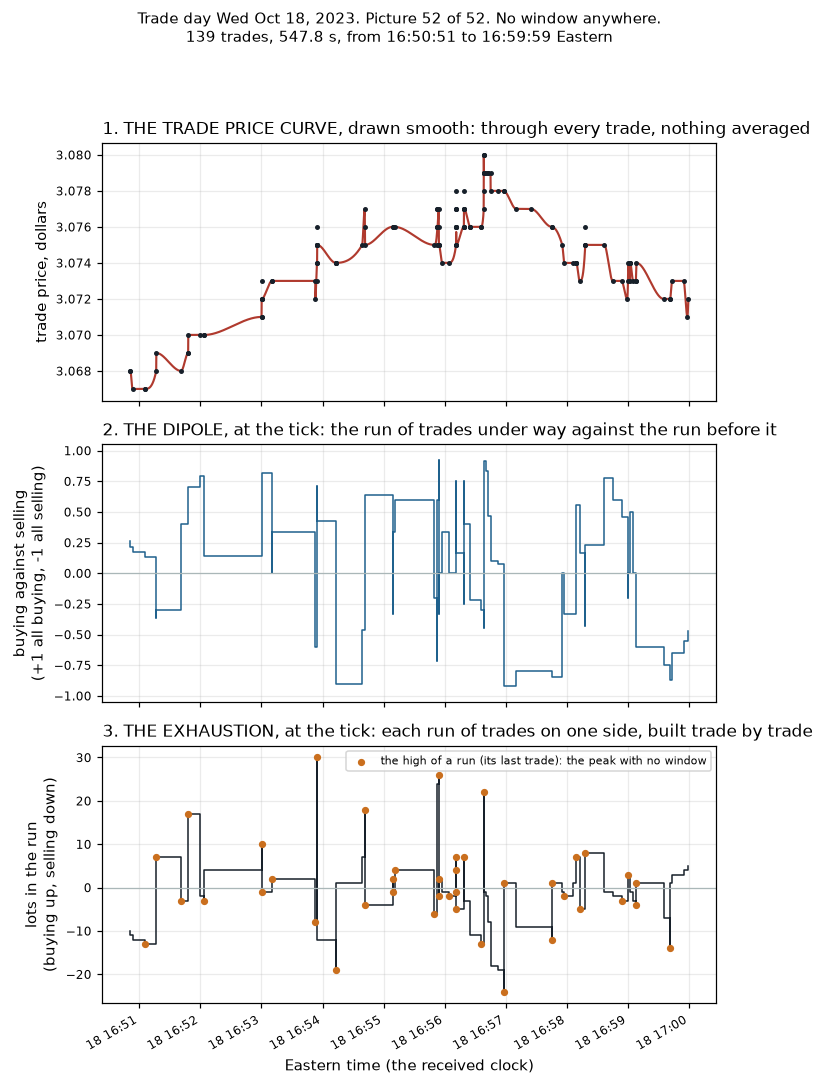 Trade day Wed Oct 18, 2023. Picture 52 of 52. No window anywhere.
139 trades, 547.8 s, from 16:50:51 to 16:59:59 Eastern
1. THE TRADE PRICE CURVE, drawn smooth: through every trade, nothing averaged
trade price, dollars
3.080
3.078
3.076
3.074
3.072
3.070
3.068
2. THE DIPOLE, at the tick: the run of trades under way against the run before it
buying against selling
(+1 all buying, -1 all selling)
1.00
0.75
0.50
0.25
0.00
−0.25
−0.50
−0.75
−1.00
3. THE EXHAUSTION, at the tick: each run of trades on one side, built trade by trade
the high of a run (its last trade): the peak with no window
lots in the run
(buying up, selling down)
30
20
10
0
−10
−20
18 16:51
18 16:52
18 16:53
18 16:54
18 16:55
18 16:56
18 16:57
18 16:58
18 16:59
18 17:00
Eastern time (the received clock)